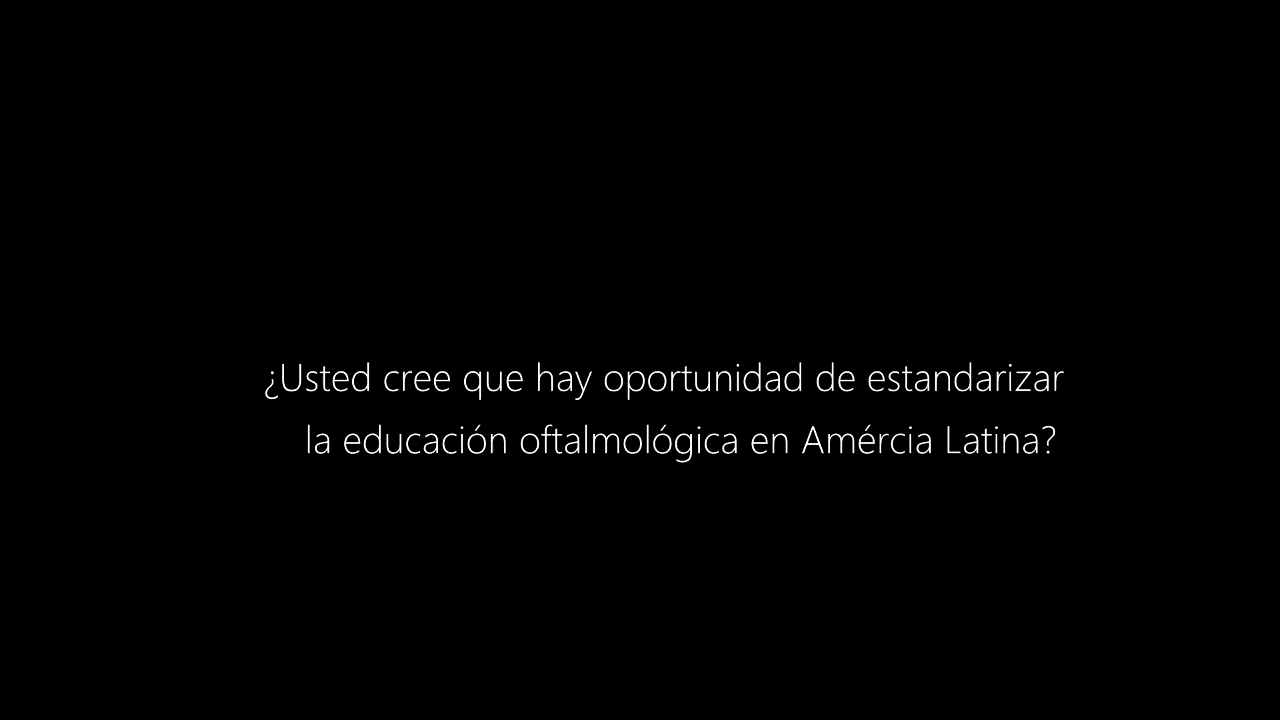 ¿Usted cree que hay oportunidad de estandarizar
la educación oftalmológica en Amércia Latina?